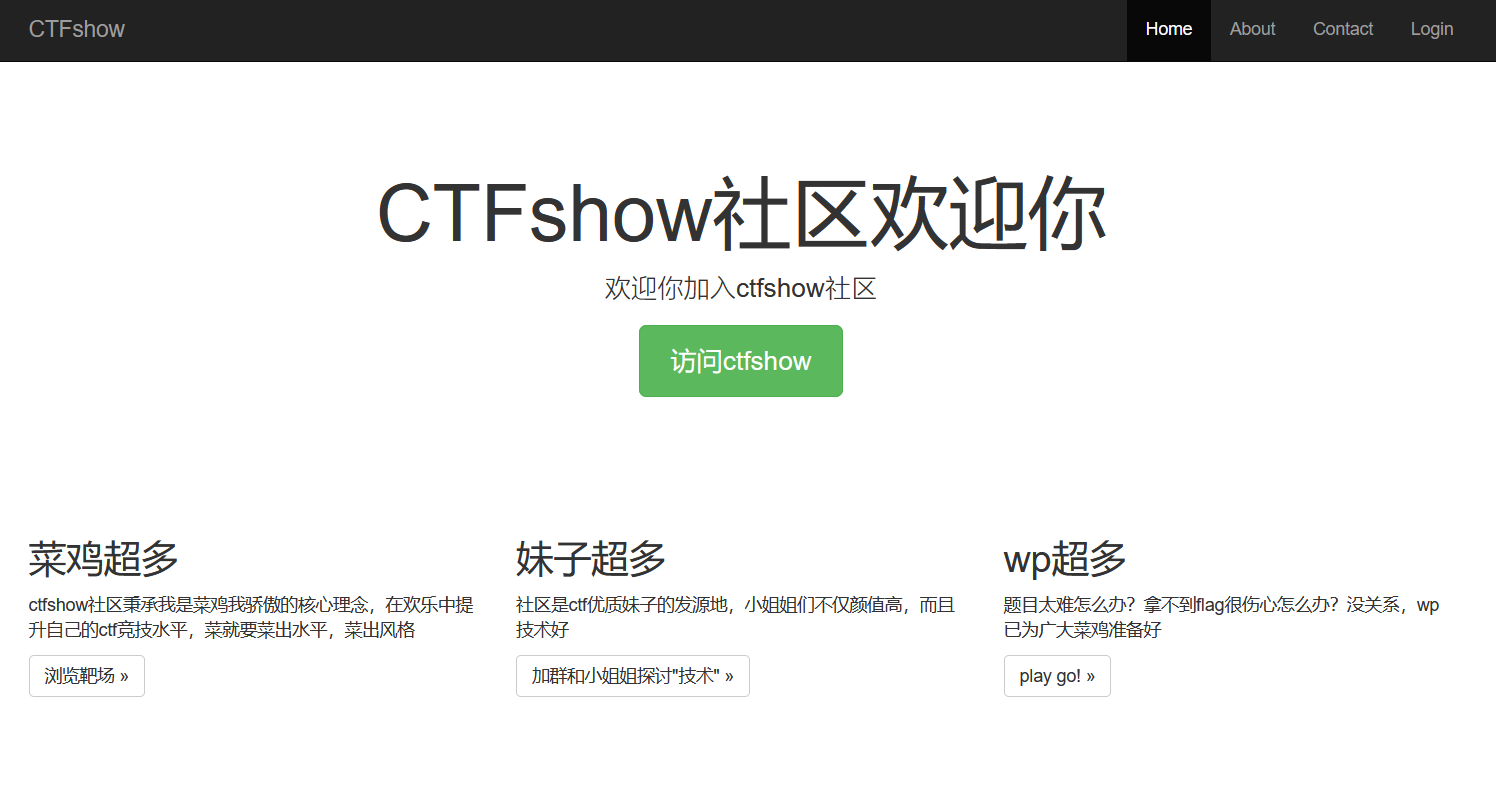 CTFshow
Home
About
Contact
Login
CTFshow社区欢迎你
欢迎你加入ctfshow社区
访问ctfshow
菜鸡超多
ctfshow社区秉承我是菜鸡我骄傲的核心理念，在欢乐中提
升自己的ctf竞技水平，菜就要菜出水平，菜出风格
浏览靶场 »
妹子超多
社区是ctf优质妹子的发源地，小姐姐们不仅颜值高，而且
技术好
加群和小姐姐探讨"技术" »
wp超多
题目太难怎么办？拿不到flag很伤心怎么办？没关系，wp
已为广大菜鸡准备好
play go! »